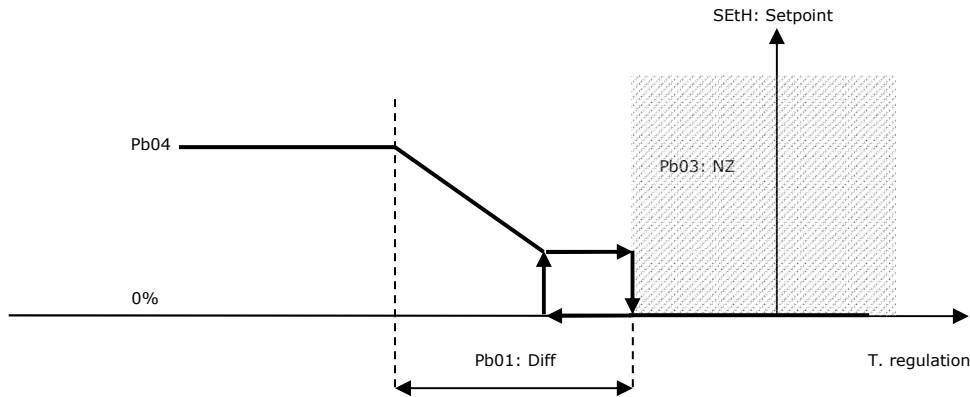 SEtH: Setpoint
Pb04
Pb03: NZ
0%
Pb01: Diff
T. regulation